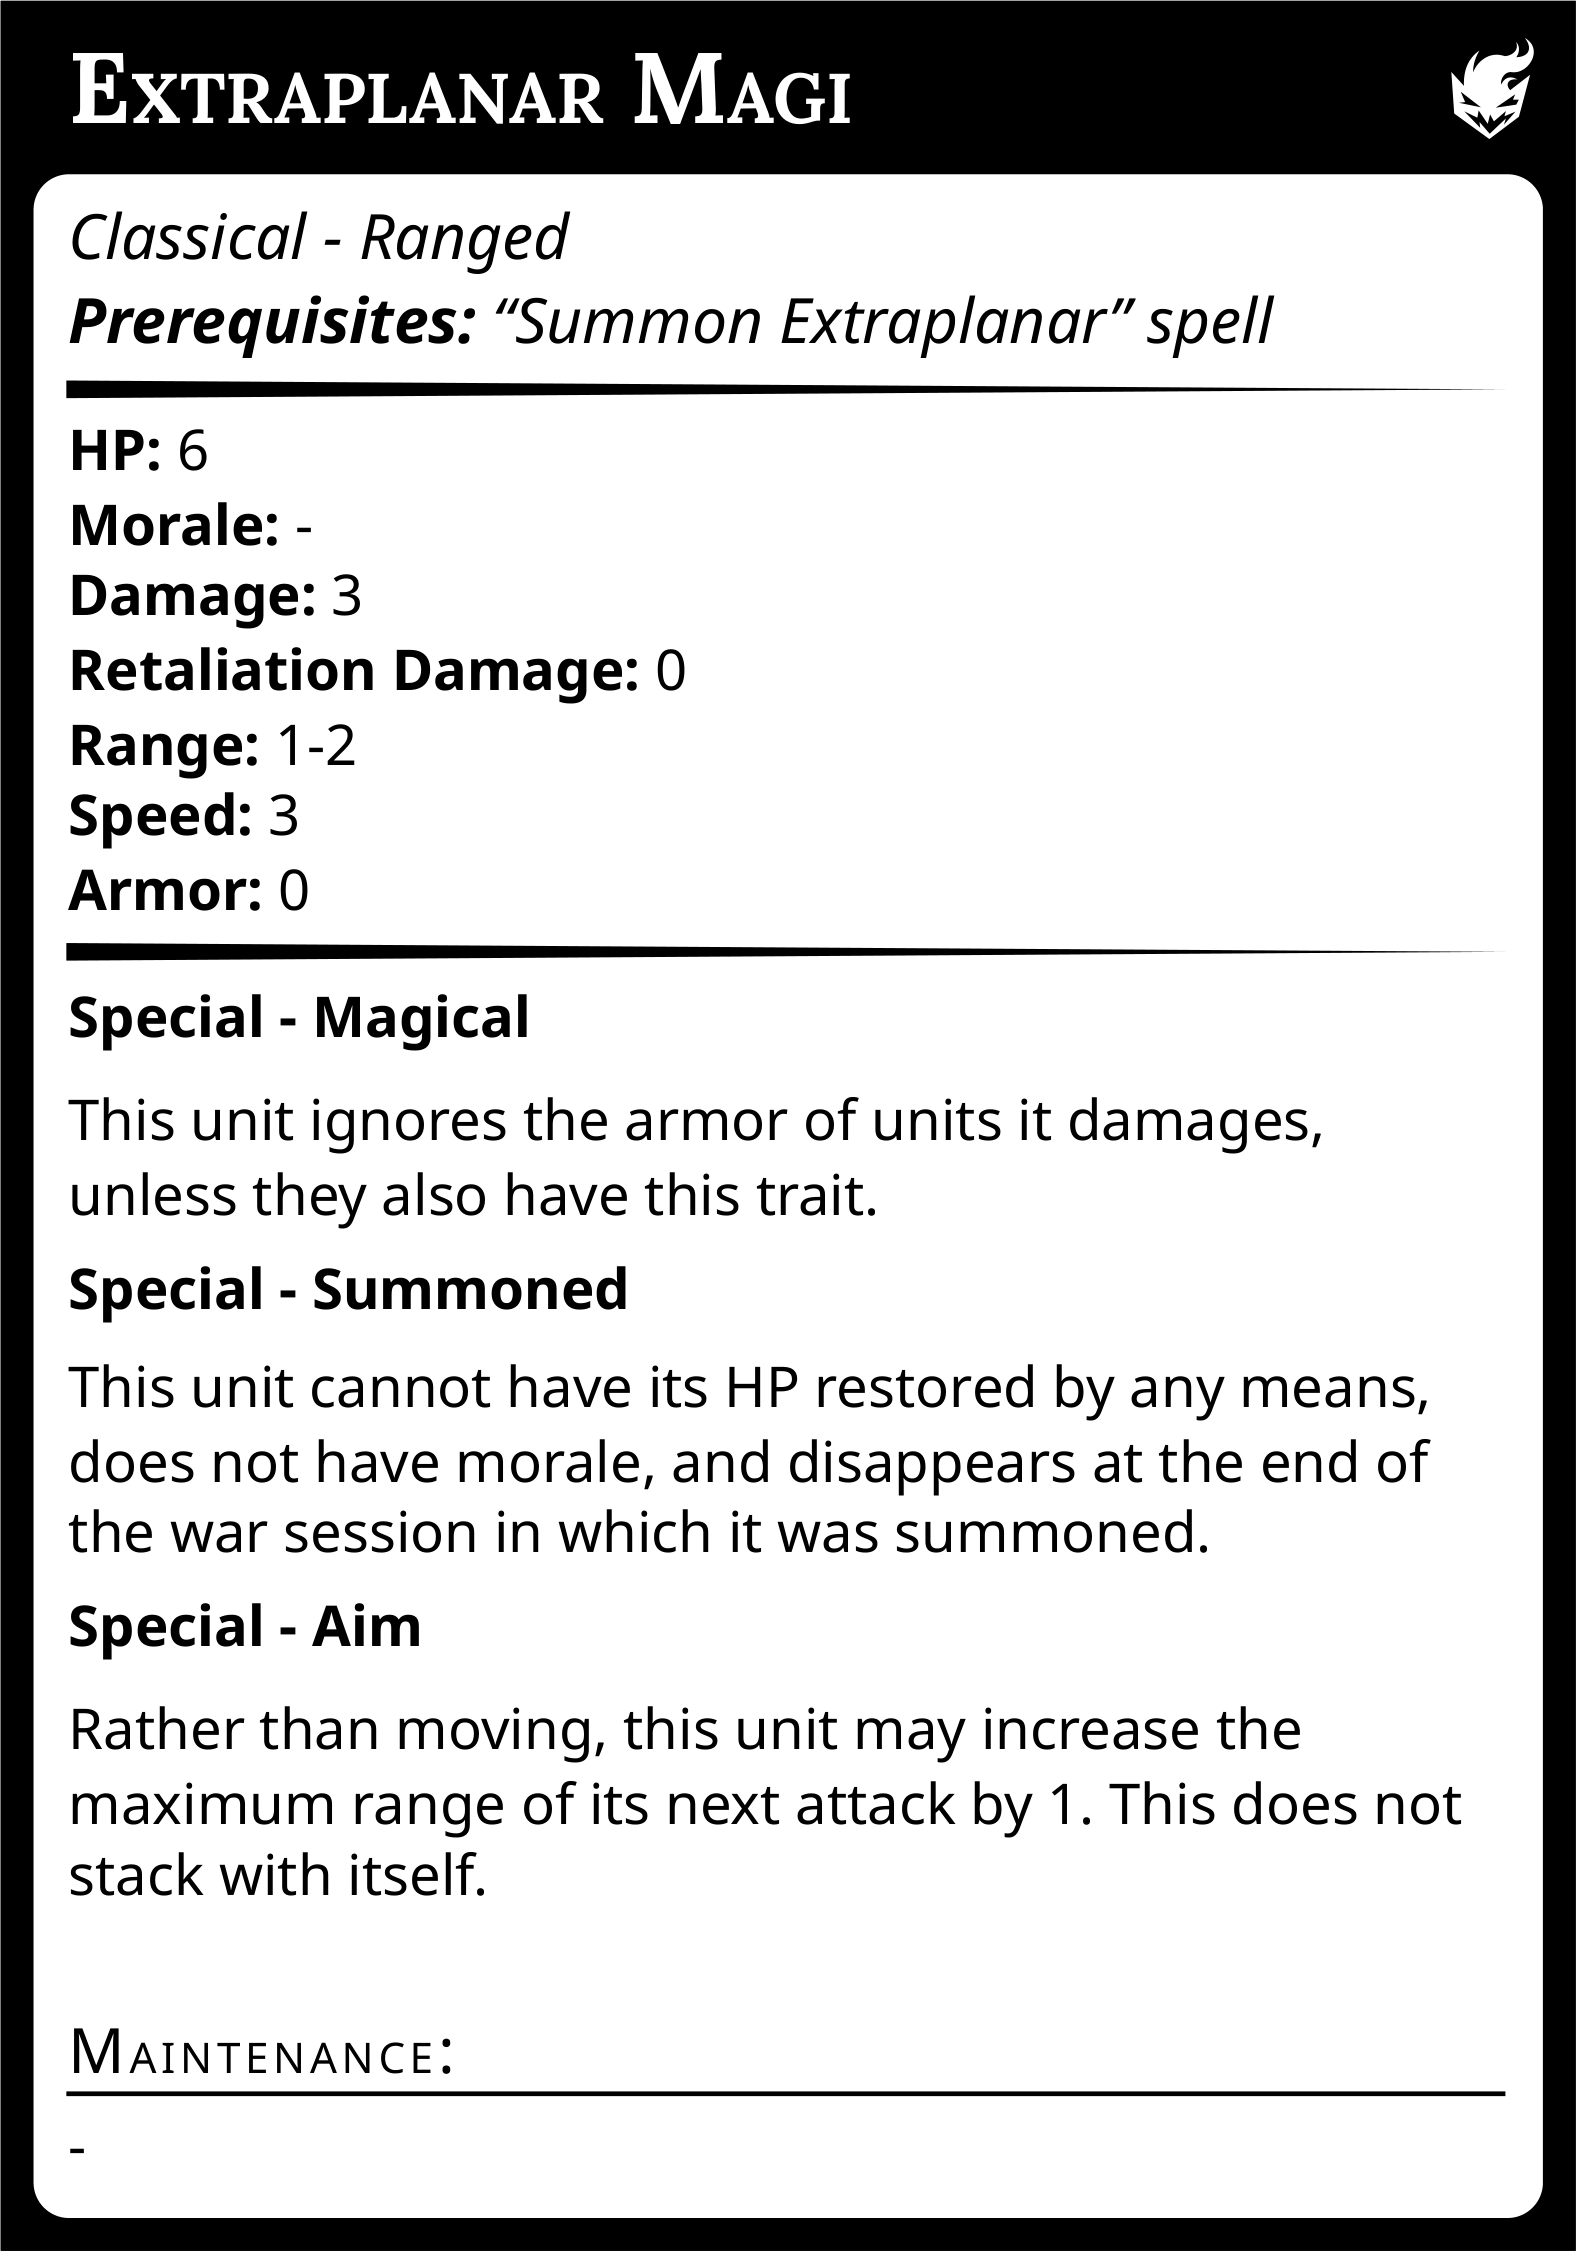 Extraplanar Magi
Classical - Ranged
Prerequisites: “Summon Extraplanar” spell
HP: 6
Morale: -
Damage: 3
Retaliation Damage: 0
Range: 1-2
Speed: 3
Armor: 0
Special - Magical
This unit ignores the armor of units it damages,
unless they also have this trait.
Special - Summoned
This unit cannot have its HP restored by any means,
does not have morale, and disappears at the end of
the war session in which it was summoned.
Special - Aim
Rather than moving, this unit may increase the
maximum range of its next attack by 1. This does not
stack with itself.
Maintenance:
-